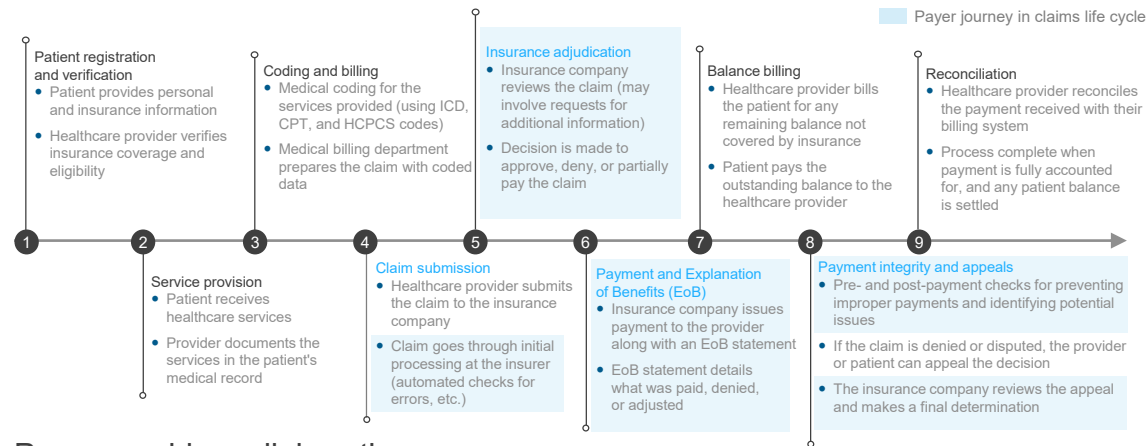 Payer journey in claims life cycle
Patient registration
and verification
• Patient provides personal
and insurance information
• Healthcare provider verifies
insurance coverage and
eligibility
Coding and billing
• Medical coding for the
services provided (using ICD,
CPT, and HCPCS codes)
• Medical billing department
prepares the claim with coded
data
Insurance adjudication
• Insurance company
reviews the claim (may
involve requests for
additional information)
• Decision is made to
approve, deny, or partially
pay the claim
Balance billing
• Healthcare provider bills
the patient for any
remaining balance not
covered by insurance
• Patient pays the
outstanding balance to the
healthcare provider
Reconciliation
• Healthcare provider reconciles
the payment received with their
billing system
• Process complete when
payment is fully accounted
for, and any patient balance
is settled
1 2 3 4 5 6 7 8 9
Service provision
• Patient receives
healthcare services
• Provider documents the
services in the patient's
medical record
Claim submission
• Healthcare provider submits
the claim to the insurance
company
• Claim goes through initial
processing at the insurer
(automated checks for
errors, etc.)
Payment and Explanation
of Benefits (EoB)
• Insurance company issues
payment to the provider
along with an EoB statement
• EoB statement details
what was paid, denied,
or adjusted
Payment integrity and appeals
• Pre- and post-payment checks for preventing
improper payments and identifying potential
issues
• If the claim is denied or disputed, the provider
or patient can appeal the decision
• The insurance company reviews the appeal
and makes a final determination